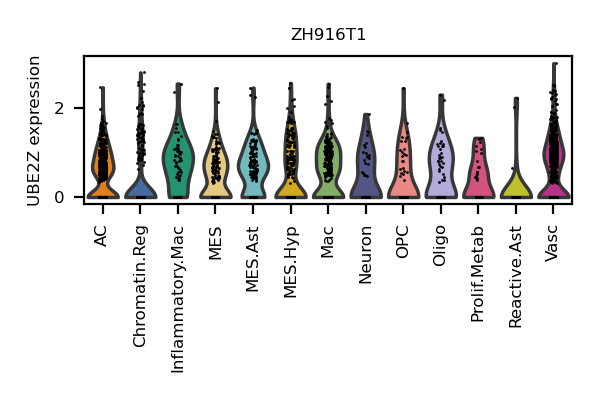 ZH916T1
UBE2Z expression
2
0
AC
Chromatin.Reg
Inflammatory.Mac
MES
MES.Ast
MES.Hyp
Mac
Neuron
OPC
Oligo
Prolif.Metab
Reactive.Ast
Vasc